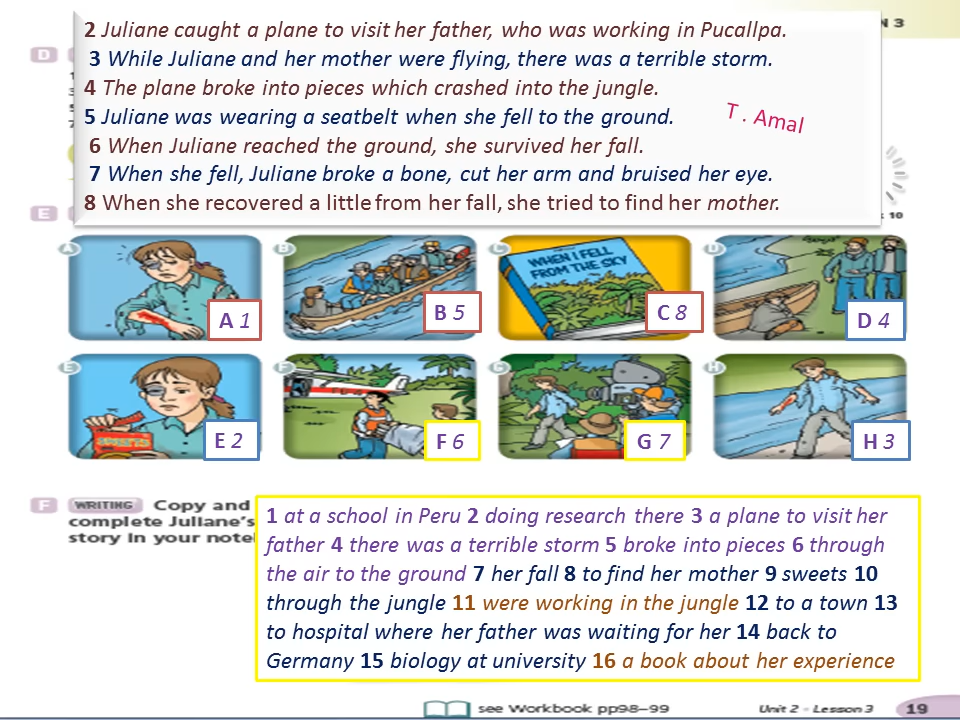 N 3
D
2 Juliane caught a plane to visit her father, who was working in Pucallpa.
3 While Juliane and her mother were flying, there was a terrible storm.
4 The plane broke into pieces which crashed into the jungle.
5 Juliane was wearing a seatbelt when she fell to the ground.
T . Amal
6 When Juliane reached the ground, she survived her fall.
7 When she fell, Juliane broke a bone, cut her arm and bruised her eye.
8 When she recovered a little from her fall, she tried to find her mother.
E
10
A B C D
WHEN I FELL
FROM THE SKY
A 1
B 5
C 8
D 4
E F G H
SWEETS
E 2
F 6
G 7
H 3
F WRITING Copy and
complete Juliane's
story in your note
1 at a school in Peru 2 doing research there 3 a plane to visit her
father 4 there was a terrible storm 5 broke into pieces 6 through
the air to the ground 7 her fall 8 to find her mother 9 sweets 10
through the jungle 11 were working in the jungle 12 to a town 13
to hospital where her father was waiting for her 14 back to
Germany 15 biology at university 16 a book about her experience
see Workbook pp98–99
Unit 2 - Lesson 3
19